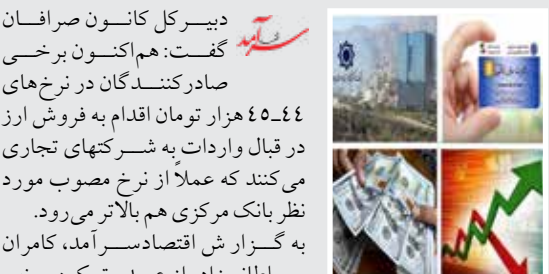 سرآمد
دبیرکل کانون صرافان
گفت: هم‌اکنون برخی
صادرکنندگان در نرخ‌های
٤٤ـ٤٥ هزار تومان اقدام به فروش ارز
در قبال واردات به شرکتهای تجاری
می‌کنند که عملاً از نرخ مصوب مورد
نظر بانک مرکزی هم بالاتر می‌رود.
به گزار ش اقتصادسرآمد، کامران